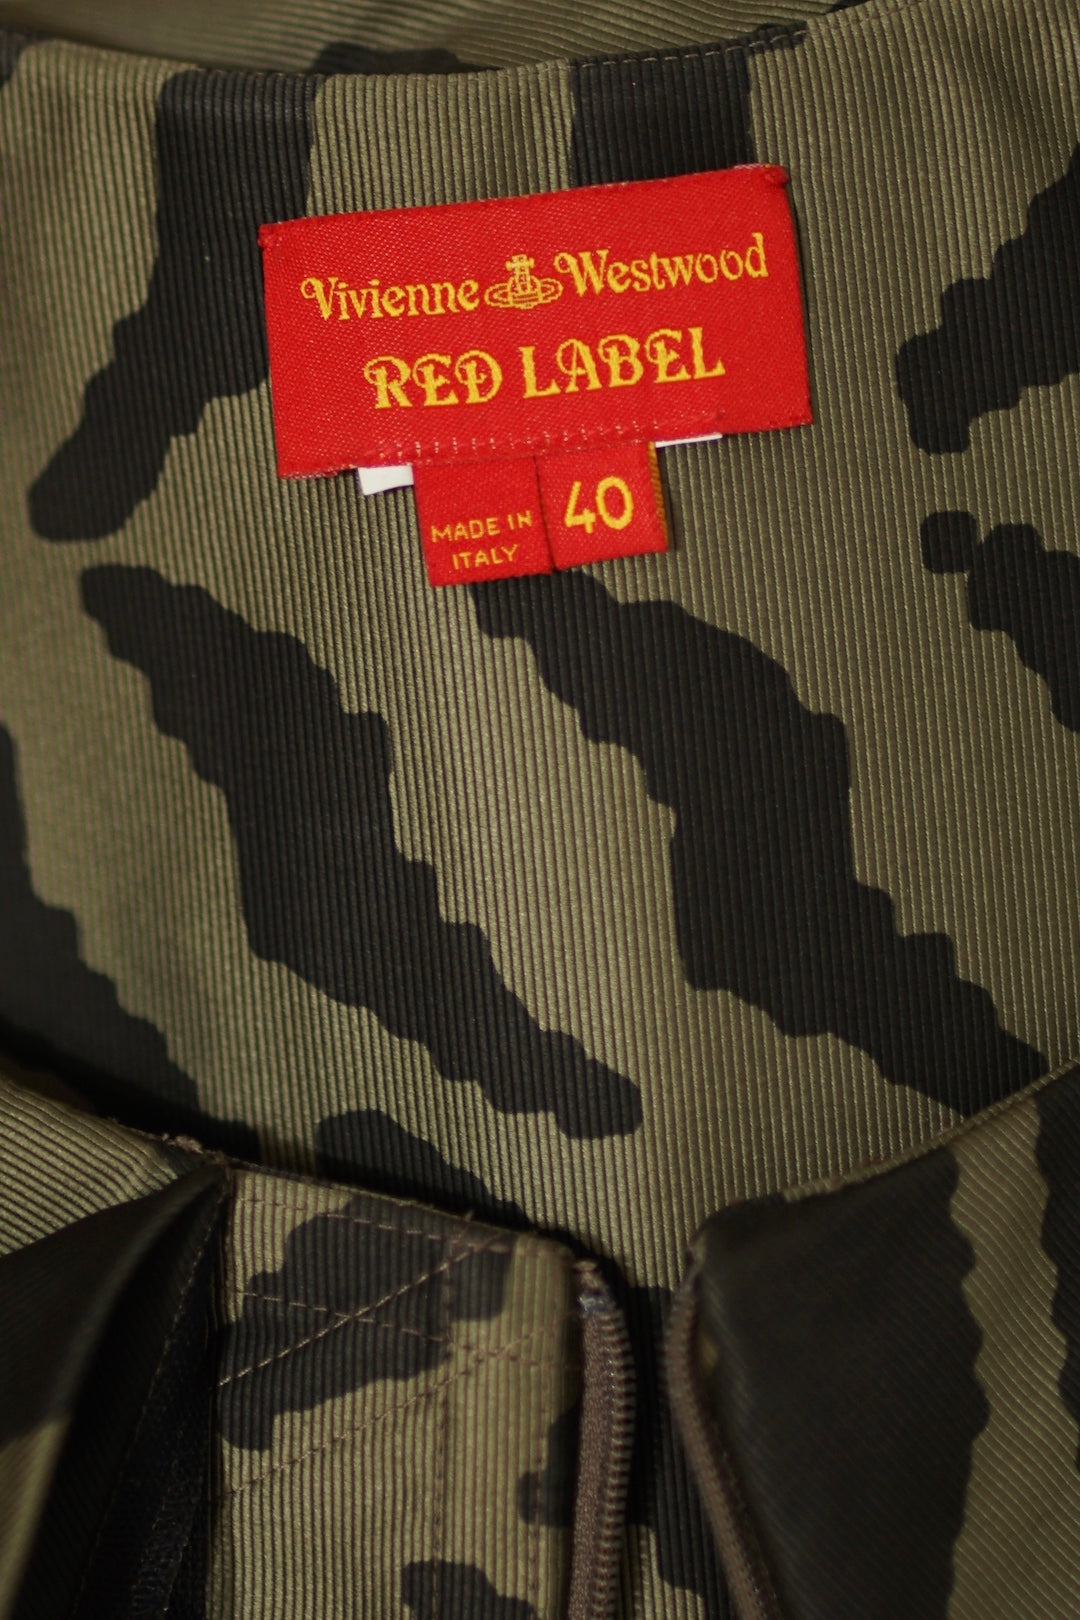 Vivienne Westwood
RED LABEL
MADE IN
ITALY
40